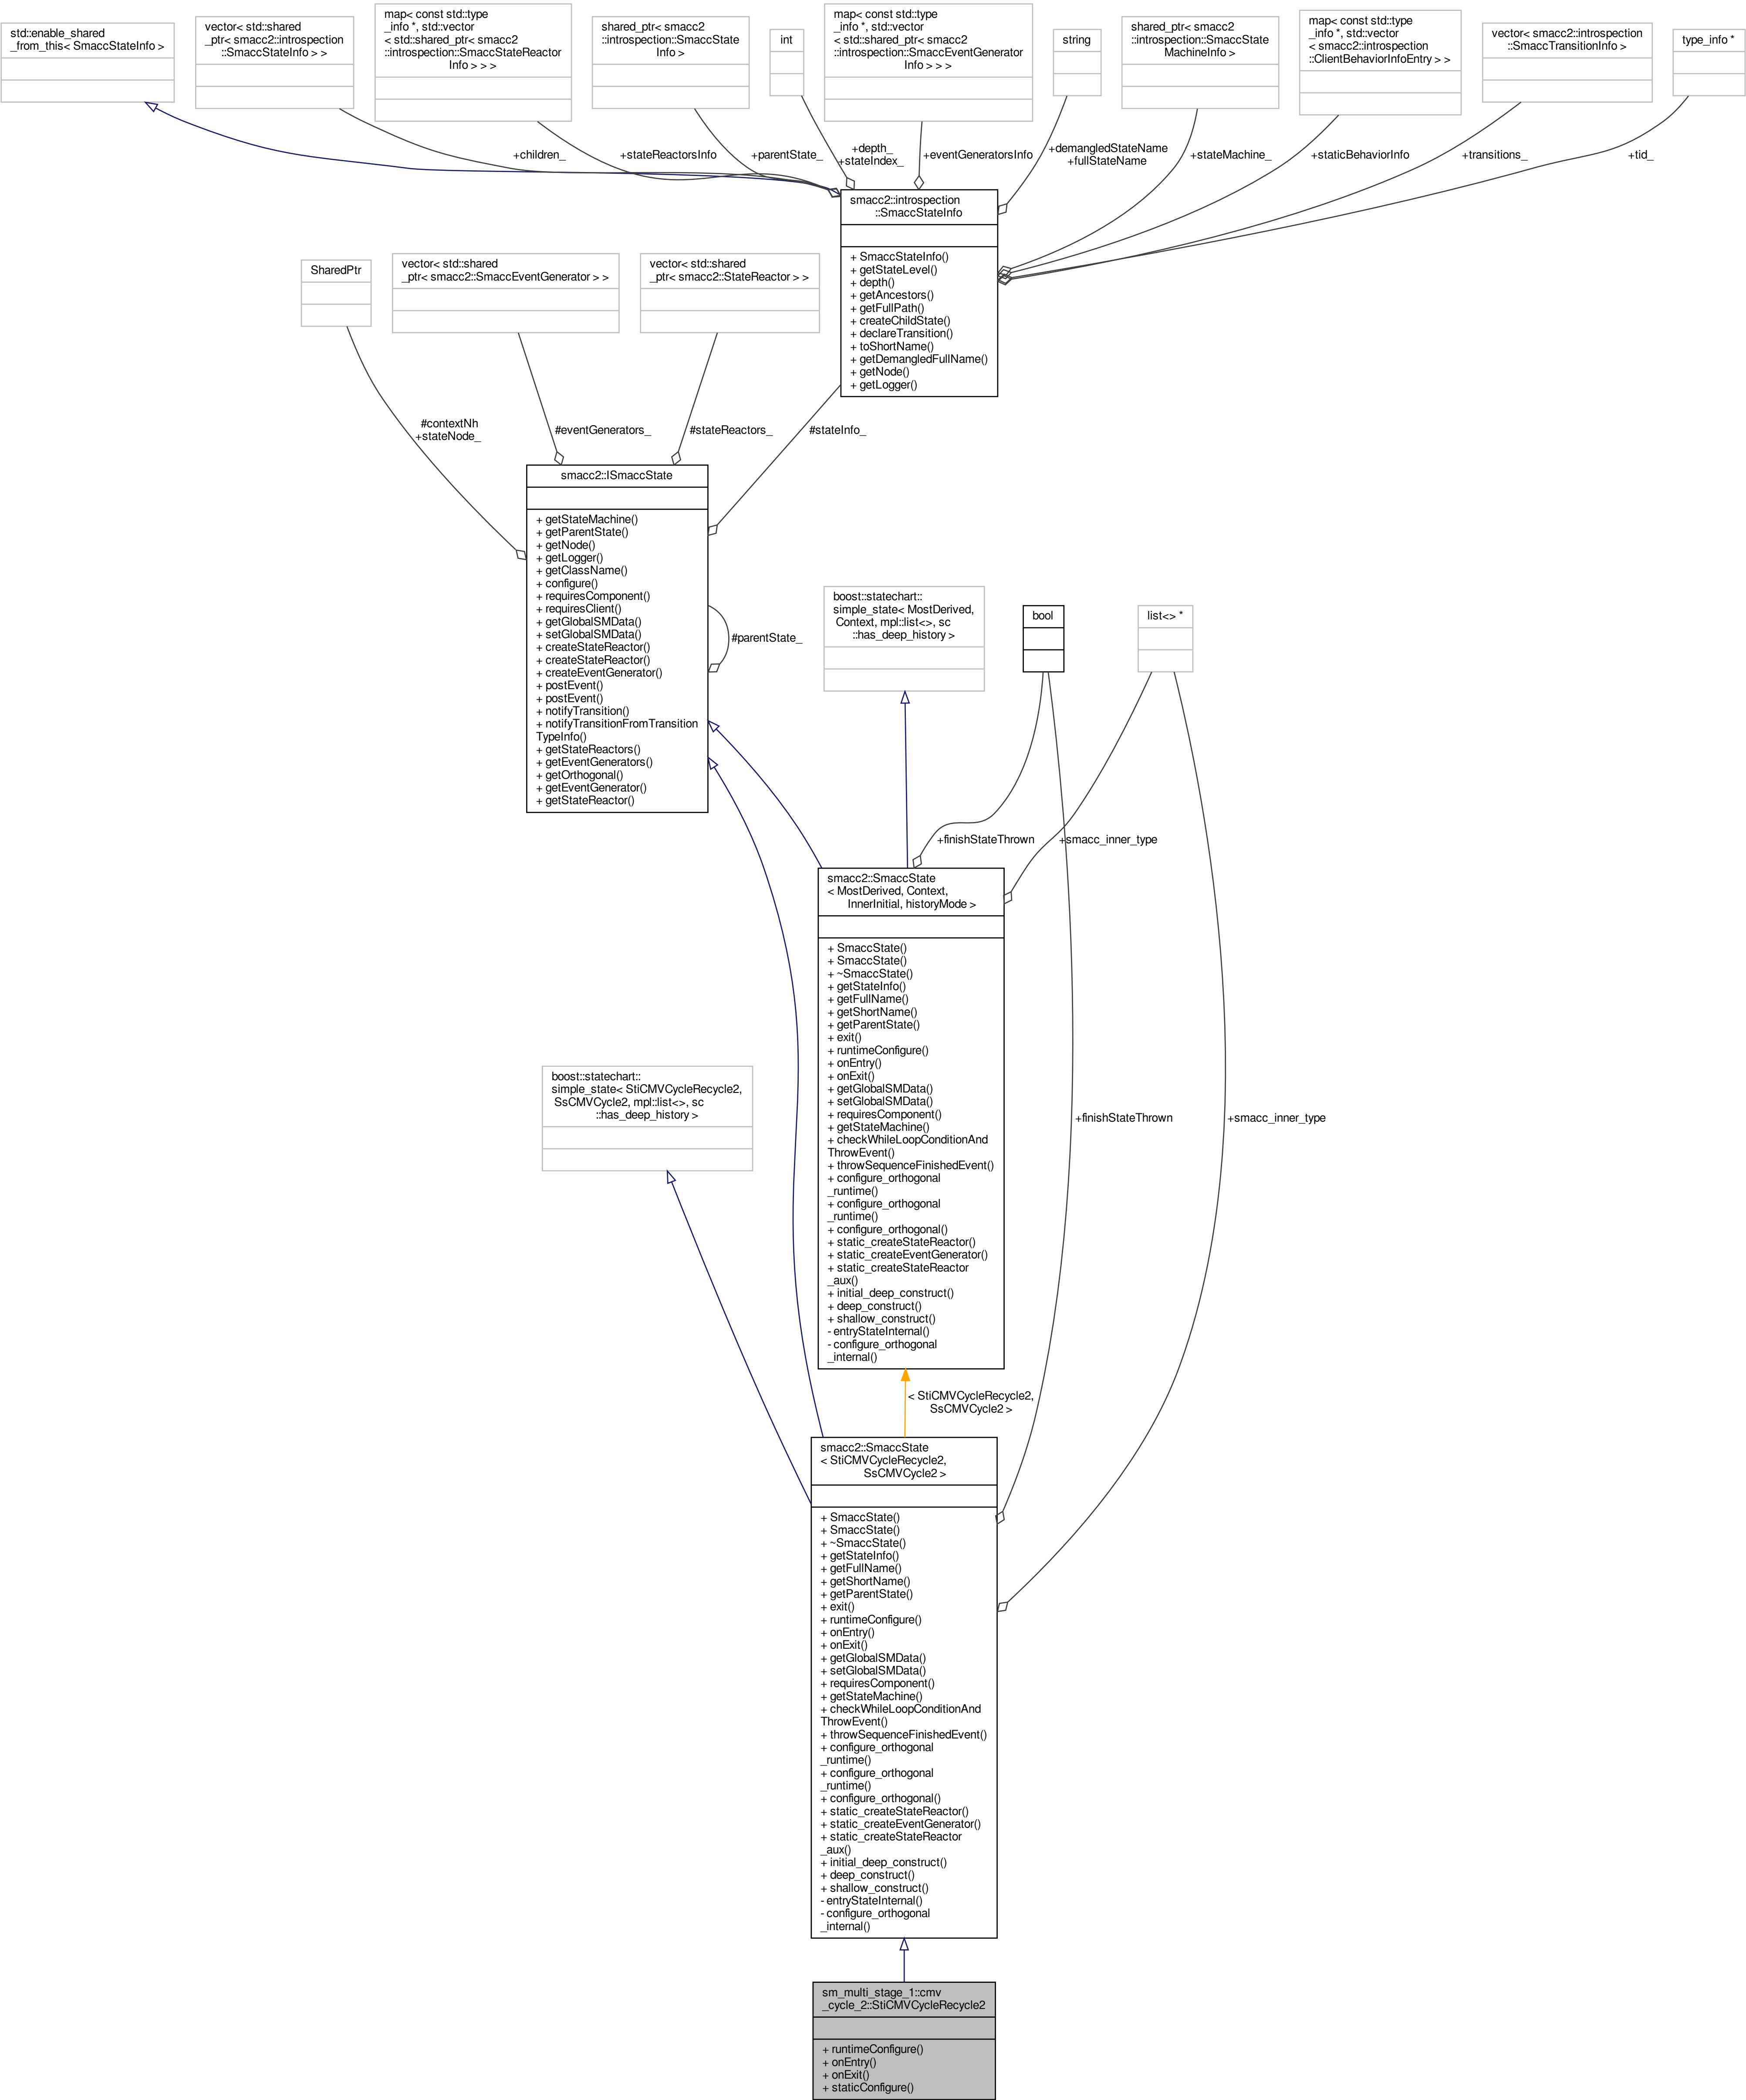 std::enable_shared
_from_this< SmaccStateInfo >
vector< std::shared
_ptr< smacc2::introspection
::SmaccStateInfo > >
map< const std::type
_info *, std::vector
< std::shared_ptr< smacc2
::introspection::SmaccStateReactor
Info > > >
shared_ptr< smacc2
::introspection::SmaccState
Info >
int
map< const std::type
_info *, std::vector
< std::shared_ptr< smacc2
::introspection::SmaccEventGenerator
Info > > >
string
shared_ptr< smacc2
::introspection::SmaccState
MachineInfo >
map< const std::type
_info *, std::vector
< smacc2::introspection
::ClientBehaviorInfoEntry > >
vector< smacc2::introspection
::SmaccTransitionInfo >
type_info *
+children_
+stateReactorsInfo
+parentState_
+depth_
+stateIndex_
+eventGeneratorsInfo
+demangledStateName
+fullStateName
+stateMachine_
+staticBehaviorInfo
+transitions_
+tid_
smacc2::introspection
::SmaccStateInfo
+ SmaccStateInfo()
+ getStateLevel()
+ depth()
+ getAncestors()
+ getFullPath()
+ createChildState()
+ declareTransition()
+ toShortName()
+ getDemangledFullName()
+ getNode()
+ getLogger()
SharedPtr
vector< std::shared
_ptr< smacc2::SmaccEventGenerator > >
vector< std::shared
_ptr< smacc2::StateReactor > >
#contextNh
+stateNode_
#eventGenerators_
#stateReactors_
#stateInfo_
smacc2::ISmaccState
+ getStateMachine()
+ getParentState()
+ getNode()
+ getLogger()
+ getClassName()
+ configure()
+ requiresComponent()
+ requiresClient()
+ getGlobalSMData()
+ setGlobalSMData()
+ createStateReactor()
+ createStateReactor()
+ createEventGenerator()
+ postEvent()
+ postEvent()
+ notifyTransition()
+ notifyTransitionFromTransition
TypeInfo()
+ getStateReactors()
+ getEventGenerators()
+ getOrthogonal()
+ getEventGenerator()
+ getStateReactor()
#parentState_
boost::statechart::
simple_state< MostDerived,
Context, mpl::list<>, sc
::has_deep_history >
bool
list<> *
+finishStateThrown
+smacc_inner_type
smacc2::SmaccState
< MostDerived, Context,
InnerInitial, historyMode >
+ SmaccState()
+ SmaccState()
+ ~SmaccState()
+ getStateInfo()
+ getFullName()
+ getShortName()
+ getParentState()
+ exit()
+ runtimeConfigure()
+ onEntry()
+ onExit()
+ getGlobalSMData()
+ setGlobalSMData()
+ requiresComponent()
+ getStateMachine()
+ checkWhileLoopConditionAnd
ThrowEvent()
+ throwSequenceFinishedEvent()
+ configure_orthogonal
_runtime()
+ configure_orthogonal
_runtime()
+ configure_orthogonal()
+ static_createStateReactor()
+ static_createEventGenerator()
+ static_createStateReactor
_aux()
+ initial_deep_construct()
+ deep_construct()
+ shallow_construct()
- entryStateInternal()
- configure_orthogonal
_internal()
boost::statechart::
simple_state< StiCMVCycleRecycle2,
SsCMVCycle2, mpl::list<>, sc
::has_deep_history >
+finishStateThrown
+smacc_inner_type
< StiCMVCycleRecycle2,
SsCMVCycle2 >
smacc2::SmaccState
< StiCMVCycleRecycle2,
SsCMVCycle2 >
+ SmaccState()
+ SmaccState()
+ ~SmaccState()
+ getStateInfo()
+ getFullName()
+ getShortName()
+ getParentState()
+ exit()
+ runtimeConfigure()
+ onEntry()
+ onExit()
+ getGlobalSMData()
+ setGlobalSMData()
+ requiresComponent()
+ getStateMachine()
+ checkWhileLoopConditionAnd
ThrowEvent()
+ throwSequenceFinishedEvent()
+ configure_orthogonal
_runtime()
+ configure_orthogonal
_runtime()
+ configure_orthogonal()
+ static_createStateReactor()
+ static_createEventGenerator()
+ static_createStateReactor
_aux()
+ initial_deep_construct()
+ deep_construct()
+ shallow_construct()
- entryStateInternal()
- configure_orthogonal
_internal()
sm_multi_stage_1::cmv
_cycle_2::StiCMVCycleRecycle2
+ runtimeConfigure()
+ onEntry()
+ onExit()
+ staticConfigure()